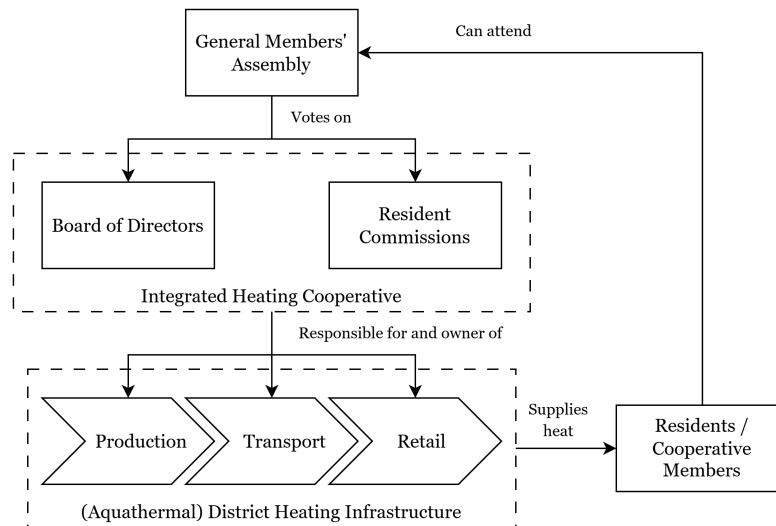 General Members'
Assembly
Can attend
Votes on
Board of Directors
Resident
Commissions
Integrated Heating Cooperative
Responsible for and owner of
Production
Transport
Retail
Supplies
heat
Residents /
Cooperative
Members
(Aquathermal) District Heating Infrastructure